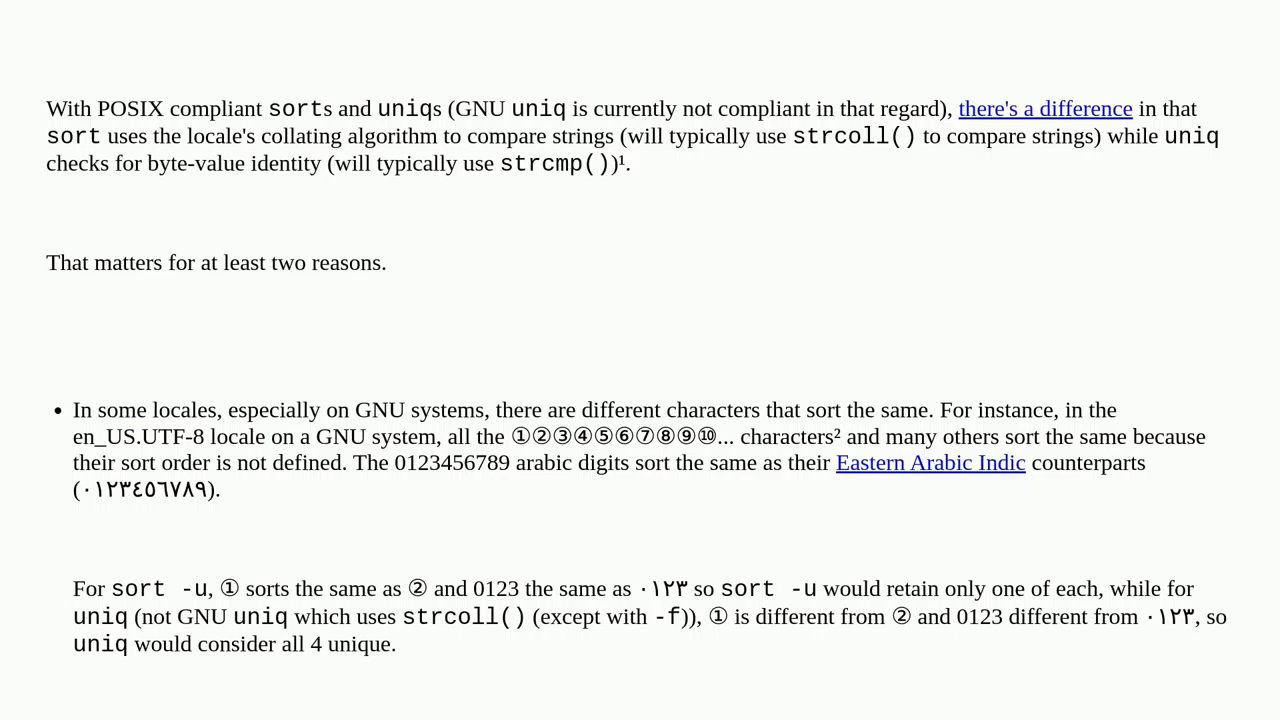 With POSIX compliant sorts and uniqs (GNU uniq is currently not compliant in that regard), there's a difference in that
sort uses the locale's collating algorithm to compare strings (will typically use strcoll() to compare strings) while uniq
checks for byte-value identity (will typically use strcmp())¹.
That matters for at least two reasons.
• In some locales, especially on GNU systems, there are different characters that sort the same. For instance, in the
en_US.UTF-8 locale on a GNU system, all the ①②③④⑤⑥⑦⑧⑨⑩... characters² and many others sort the same because
their sort order is not defined. The 0123456789 arabic digits sort the same as their Eastern Arabic Indic counterparts
(٠١٢٣٤٥٦٧٨٩).
For sort -u, ① sorts the same as ② and 0123 the same as ٠١٢٣ so sort -u would retain only one of each, while for
uniq (not GNU uniq which uses strcoll() (except with -f)), ① is different from ② and 0123 different from ٠١٢٣, so
uniq would consider all 4 unique.